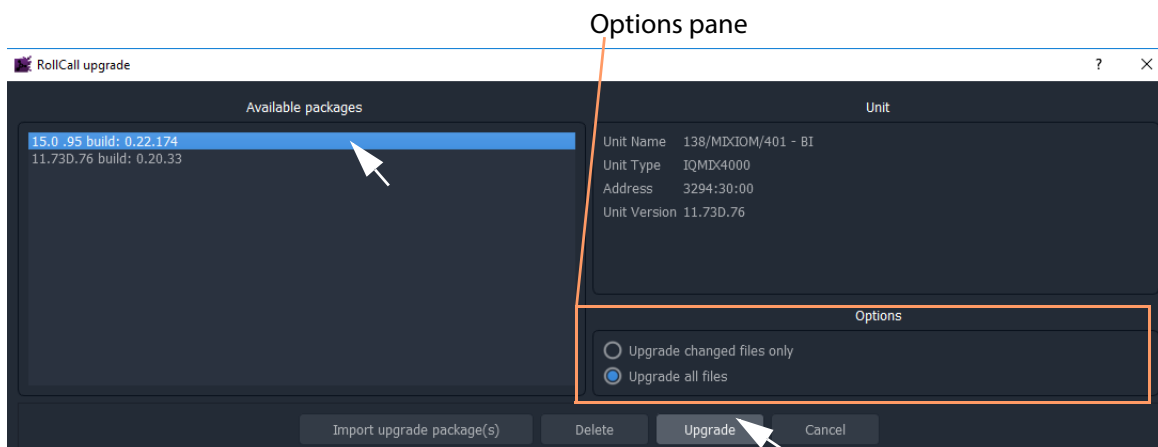 Options pane
RollCall upgrade
?
Available packages
15.0 .95 build: 0.22.174
11.73D.76 build: 0.20.33
Unit
Unit Name 138/MIXIOM/401 - BI
Unit Type IQMIX4000
Address 3294:30:00
Unit Version 11.73D.76
Options
Upgrade changed files only
Upgrade all files
Import upgrade package(s) Delete Upgrade Cancel